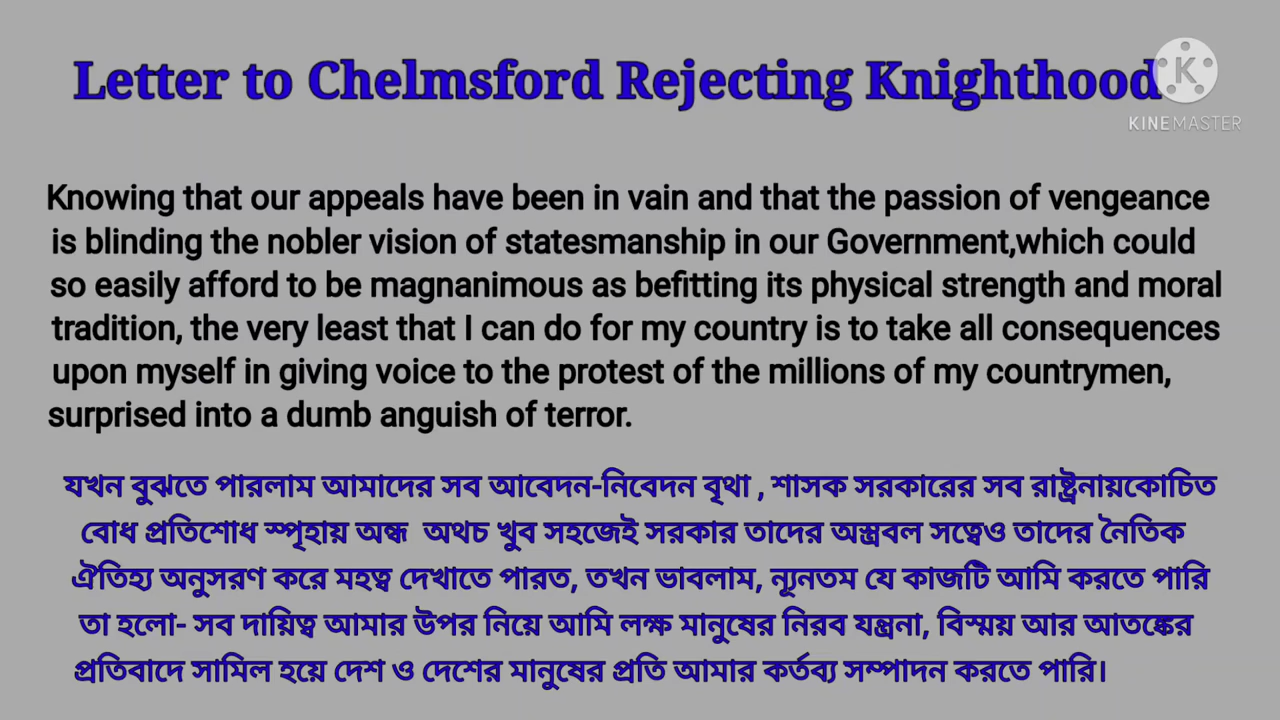 Letter to Chelmsford Rejecting Knighthood
K
KINEMASTER
Knowing that our appeals have been in vain and that the passion of vengeance
is blinding the nobler vision of statesmanship in our Government,which could
so easily afford to be magnanimous as befitting its physical strength and moral
tradition, the very least that I can do for my country is to take all consequences
upon myself in giving voice to the protest of the millions of my countrymen,
surprised into a dumb anguish of terror.
যখন বুঝতে পারলাম আমাদের সব আবেদন-নিবেদন বৃথা , শাসক সরকারের সব রাষ্ট্রনায়কোচিত
বোধ প্রতিশোধ স্পৃহায় অন্ধ অথচ খুব সহজেই সরকার তাদের অস্ত্রবল সত্বেও তাদের নৈতিক
ঐতিহ্য অনুসরণ করে মহত্ব দেখাতে পারত, তখন ভাবলাম, ন্যূনতম যে কাজটি আমি করতে পারি
তা হলো- সব দায়িত্ব আমার উপর নিয়ে আমি লক্ষ মানুষের নিরব যন্ত্রনা, বিস্ময় আর আতঙ্কের
প্রতিবাদে সামিল হয়ে দেশ ও দেশের মানুষের প্রতি আমার কর্তব্য সম্পাদন করতে পারি।